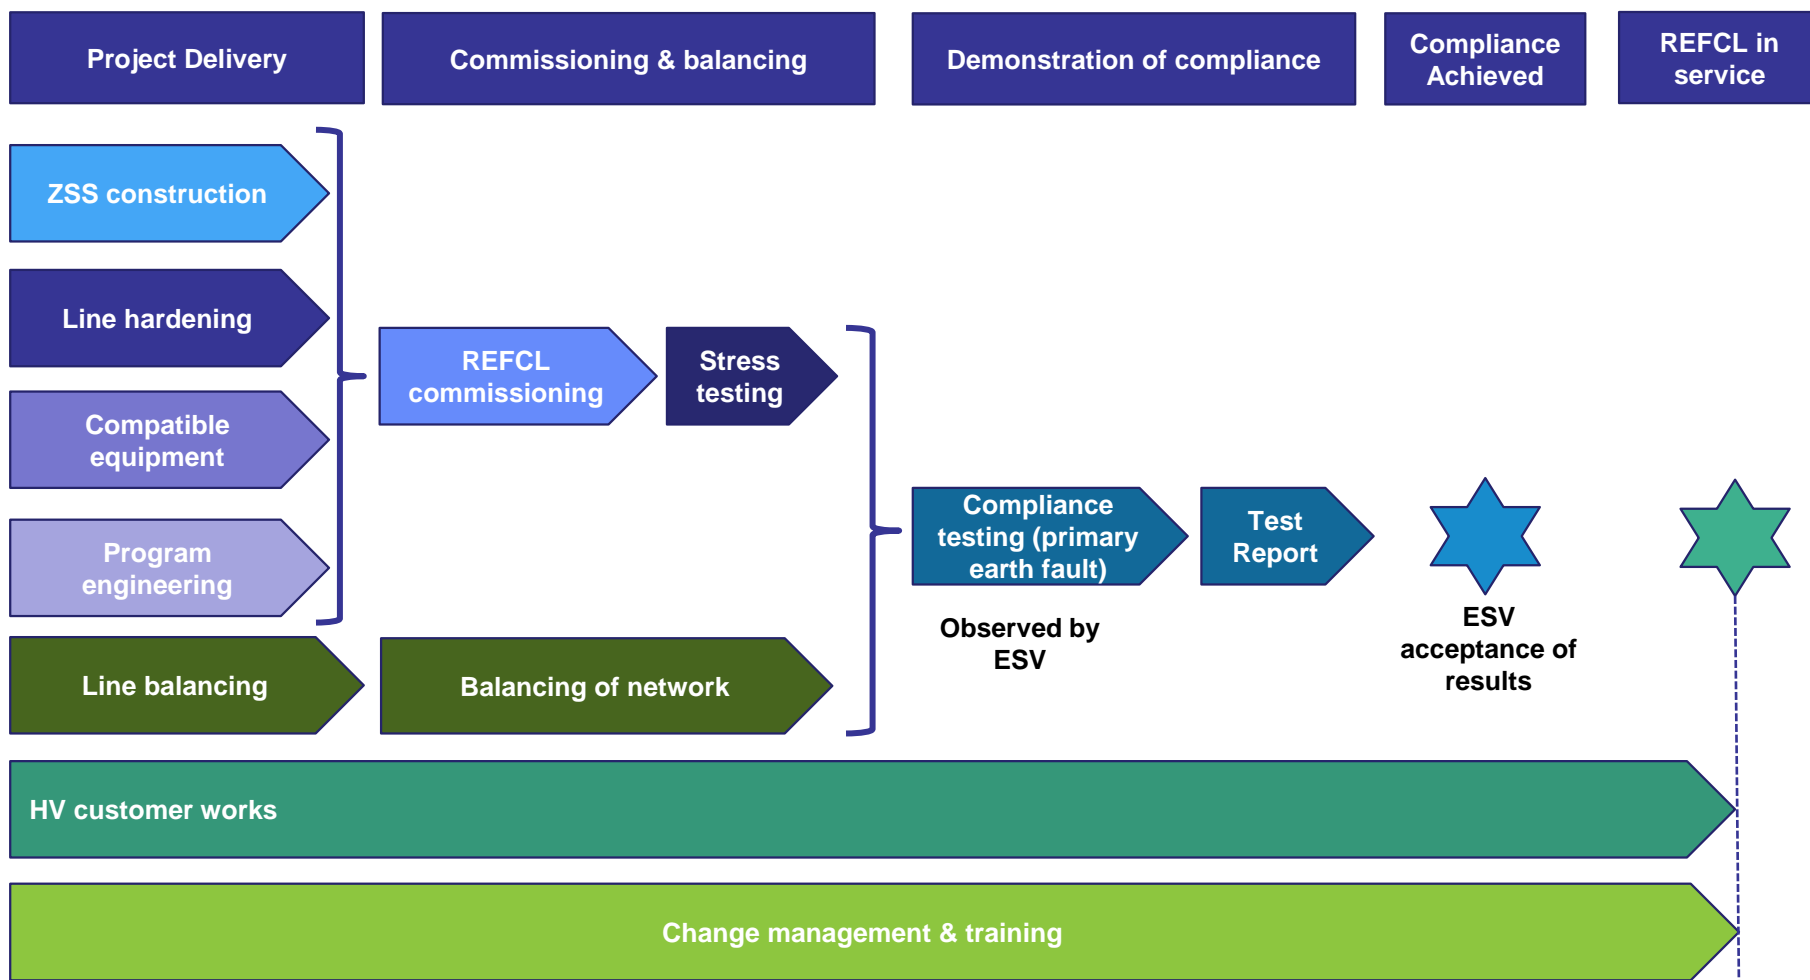 Project Delivery
Commissioning & balancing
Demonstration of compliance
Compliance
Achieved
REFCL in
service
ZSS construction
Line hardening
Compatible
equipment
Program
engineering
Line balancing
REFCL
commissioning
Stress
testing
Balancing of network
Compliance
testing (primary
earth fault)
Observed by
ESV
Test
Report
ESV
acceptance of
results
HV customer works
Change management & training